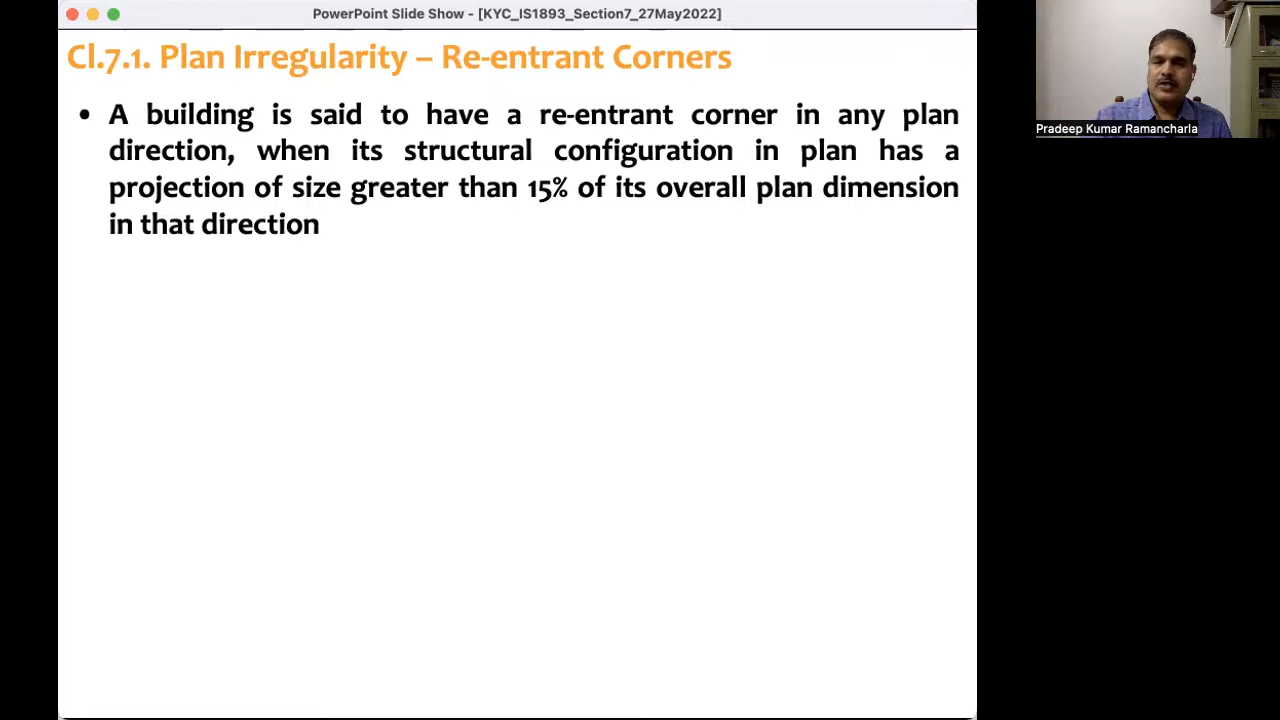 PowerPoint Slide Show - [KYC_IS1893_Section7_27May2022]
Cl.7.1. Plan Irregularity – Re-entrant Corners
• A building is said to have a re-entrant corner in any plan
direction, when its structural configuration in plan has a
projection of size greater than 15% of its overall plan dimension
in that direction
Pradeep Kumar Ramancharla